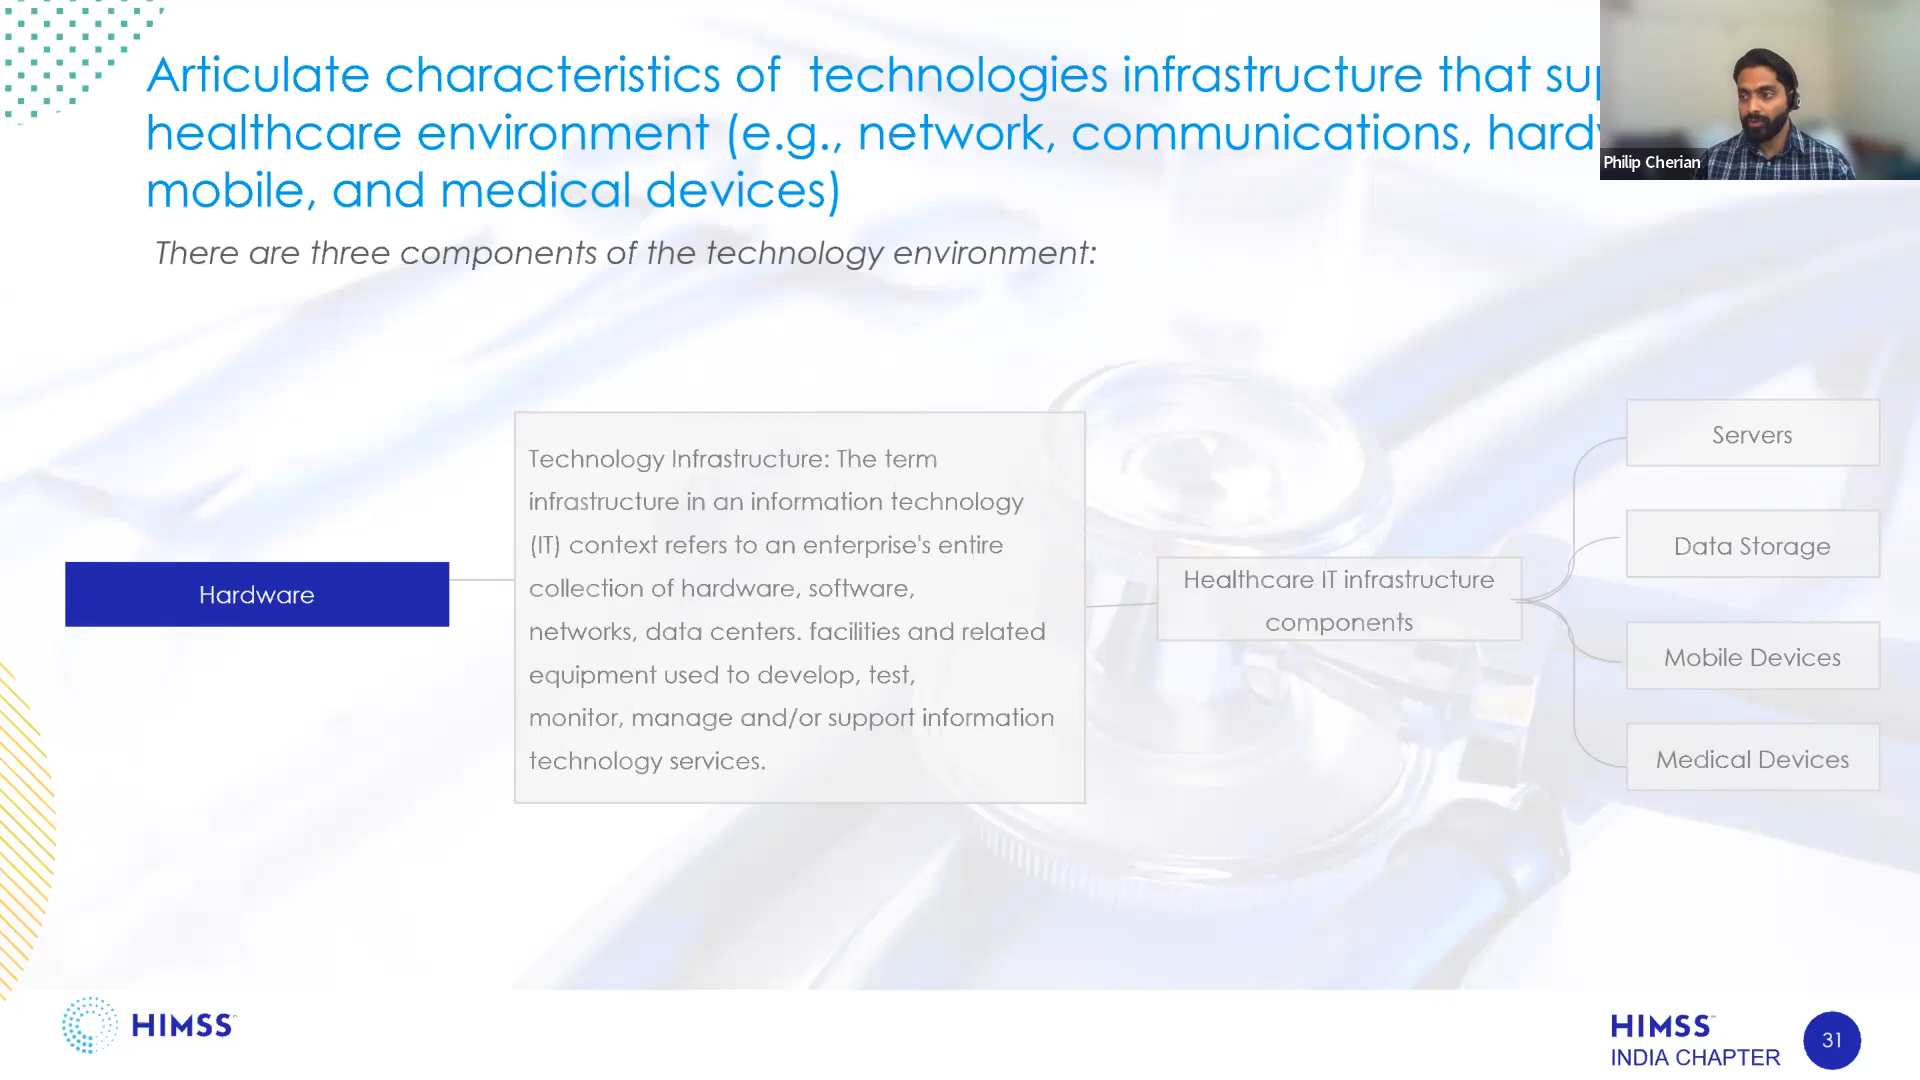 Articulate characteristics of technologies infrastructure that
healthcare environment (e.g., network, communications,
mobile, and medical devices)
Philip Cherian
There are three components of the technology environment:
Hardware
Technology Infrastructure: The term
infrastructure in an information technology
(IT) context refers to an enterprise's entire
collection of hardware, software,
networks, data centers. facilities and related
equipment used to develop, test,
monitor, manage and/or support information
technology services.
Healthcare IT infrastructure
components
Servers
Data Storage
Mobile Devices
Medical Devices
HIMSS
HIMSS
INDIA CHAPTER
31